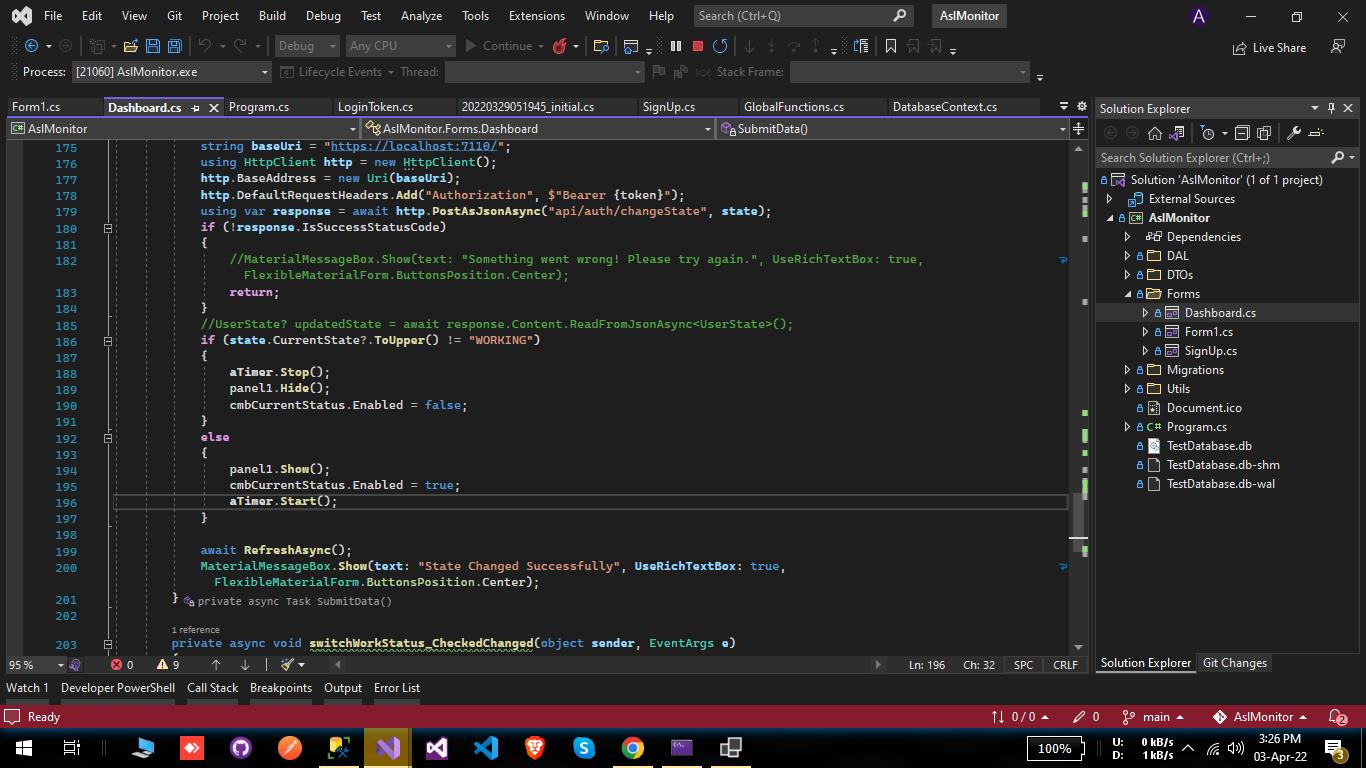 File Edit View Git Project Build Debug Test Analyze Tools Extensions Window Help Search (Ctrl+Q) AslMonitor A
Debug Any CPU Continue Live Share
Process: [21060] AslMonitor.exe Lifecycle Events Thread: Stack Frame:
Form1.cs Dashboard.cs Program.cs LoginToken.cs 20220329051945_initial.cs SignUp.cs GlobalFunctions.cs DatabaseContext.cs
AslMonitor AslMonitor.Forms.Dashboard SubmitData()
175 string baseUri = "https://localhost:7110/";
176 using HttpClient http = new HttpClient();
177 http.BaseAddress = new Uri(baseUri);
178 http.DefaultRequestHeaders.Add("Authorization", $"Bearer {token}");
179 using var response = await http.PostAsJsonAsync("api/auth/changeState", state);
180 if (!response.IsSuccessStatusCode)
181 {
182 //MaterialMessageBox.Show(text: "Something went wrong! Please try again.", UseRichTextBox: true,
FlexibleMaterialForm.ButtonsPosition.Center);
183 return;
184 }
185 //UserState? updatedState = await response.Content.ReadFromJsonAsync<UserState>();
186 if (state.CurrentState?.ToUpper() != "WORKING")
187 {
188 aTimer.Stop();
189 panel1.Hide();
190 cmbCurrentStatus.Enabled = false;
191 }
192 else
193 {
194 panel1.Show();
195 cmbCurrentStatus.Enabled = true;
196 aTimer.Start();
197 }
198
199 await RefreshAsync();
200 MaterialMessageBox.Show(text: "State Changed Successfully", UseRichTextBox: true,
FlexibleMaterialForm.ButtonsPosition.Center);
201 } private async Task SubmitData()
202
1 reference
203 private async void switchWorkStatus_CheckedChanged(object sender, EventArgs e)
95 % 0 9 Ln: 196 Ch: 32 SPC CRLF
Solution Explorer
Search Solution Explorer (Ctrl+;)
Solution 'AslMonitor' (1 of 1 project)
External Sources
AslMonitor
Dependencies
DAL
DTOs
Forms
Dashboard.cs
Form1.cs
SignUp.cs
Migrations
Utils
Document.ico
Program.cs
TestDatabase.db
TestDatabase.db-shm
TestDatabase.db-wal
Solution Explorer Git Changes
Watch 1 Developer PowerShell Call Stack Breakpoints Output Error List
Ready 0 / 0 0 main AslMonitor 2
100% U: 0 kB/s D: 1 kB/s 3:26 PM
03-Apr-22 3